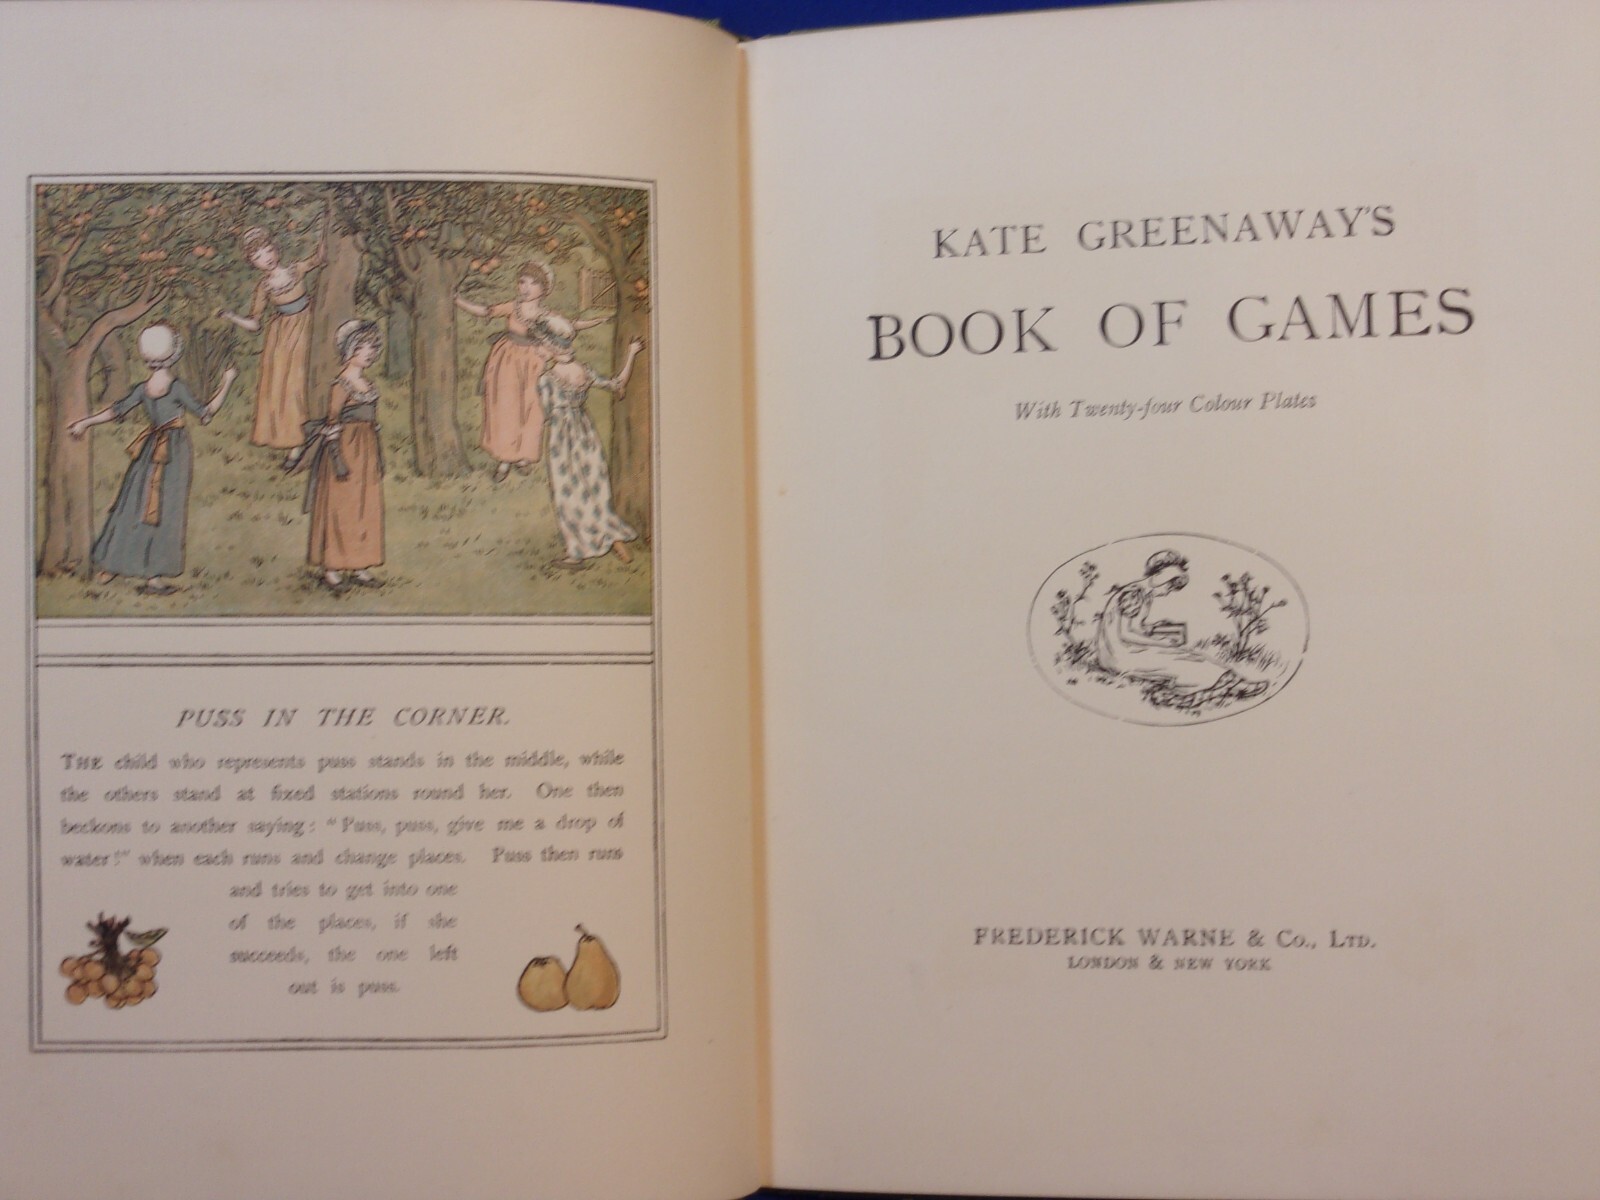 PUSS IN THE CORNER.
THE child who represents puss stands in the middle, while
the others stand at fixed stations round her. One then
beckons to another saying: "Puss, puss, give me a drop of
water!" when each runs and change places. Puss then runs
and tries to get into one
of the places, if she
succeeds, the one left
out is puss.
KATE GREENAWAY'S
BOOK OF GAMES
With Twenty-four Colour Plates
FREDERICK WARNE & Co., LTD.
LONDON & NEW YORK